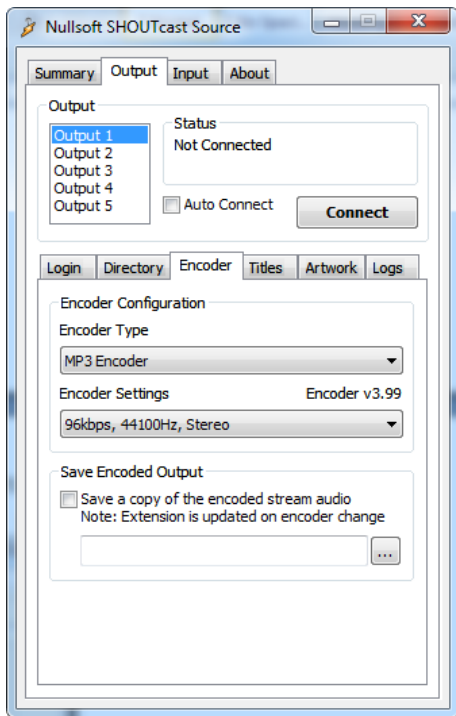 Nullsoft SHOUTcast Source
Summary Output Input About
Output
Output 1
Output 2
Output 3
Output 4
Output 5
Status
Not Connected
Auto Connect
Connect
Login Directory Encoder Titles Artwork Logs
Encoder Configuration
Encoder Type
MP3 Encoder
Encoder Settings Encoder v3.99
96kbps, 44100Hz, Stereo
Save Encoded Output
Save a copy of the encoded stream audio
Note: Extension is updated on encoder change
...